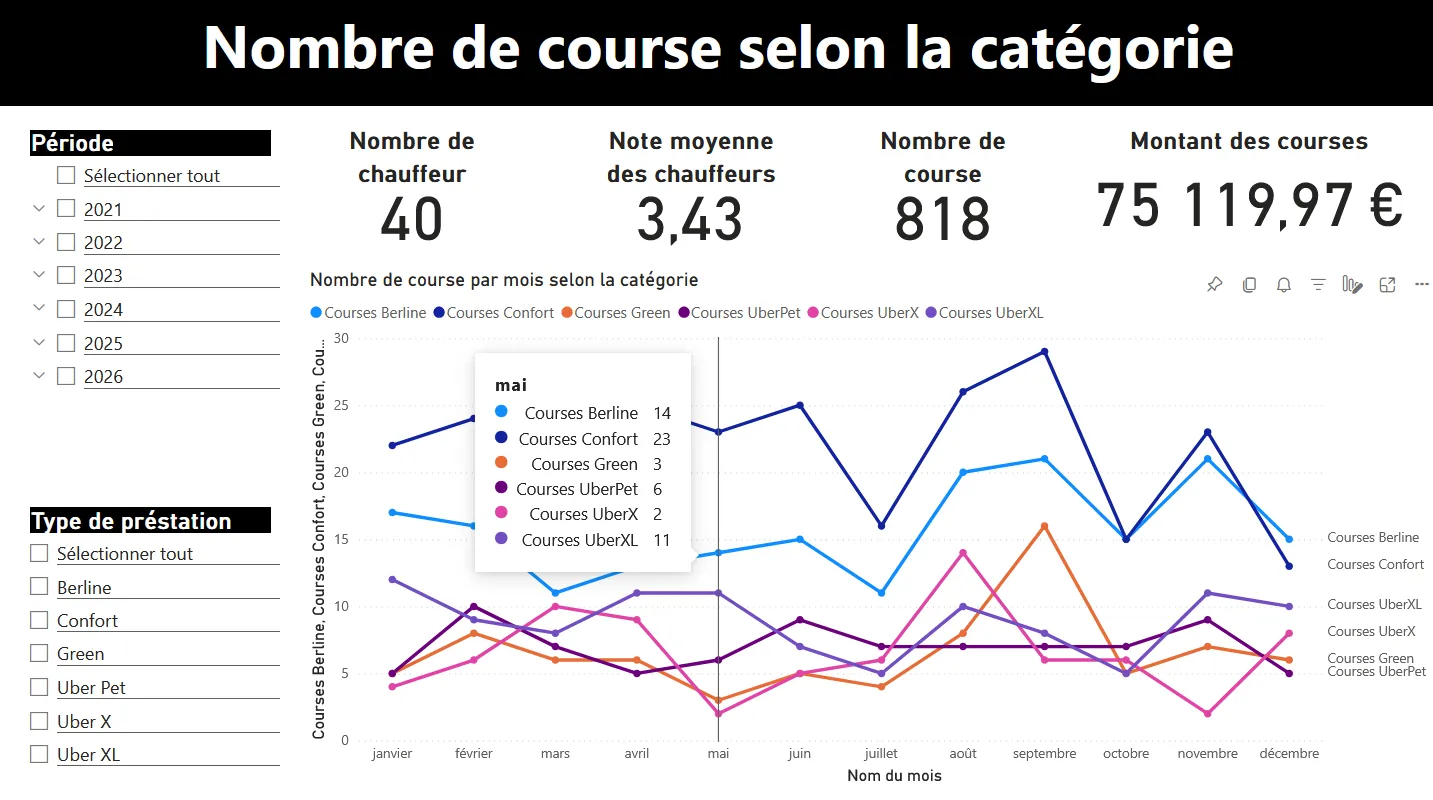 Nombre de course selon la catégorie
Période
Sélectionner tout
2021
2022
2023
2024
2025
2026
Type de préstation
Sélectionner tout
Berline
Confort
Green
Uber Pet
Uber X
Uber XL
Nombre de
chauffeur
40
Note moyenne
des chauffeurs
3,43
Nombre de
course
818
Montant des courses
75 119,97 €
Nombre de course par mois selon la catégorie
Courses Berline Courses Confort Courses Green Courses UberPet Courses UberX Courses UberXL
Courses Berline, Courses Confort, Courses Green, Cou...
30
25
20
15
10
5
0
mai
Courses Berline 14
Courses Confort 23
Courses Green 3
Courses UberPet 6
Courses UberX 2
Courses UberXL 11
Courses Berline
Courses Confort
Courses UberXL
Courses UberX
Courses Green
Courses UberPet
janvier février mars avril mai juin juillet août septembre octobre novembre décembre
Nom du mois